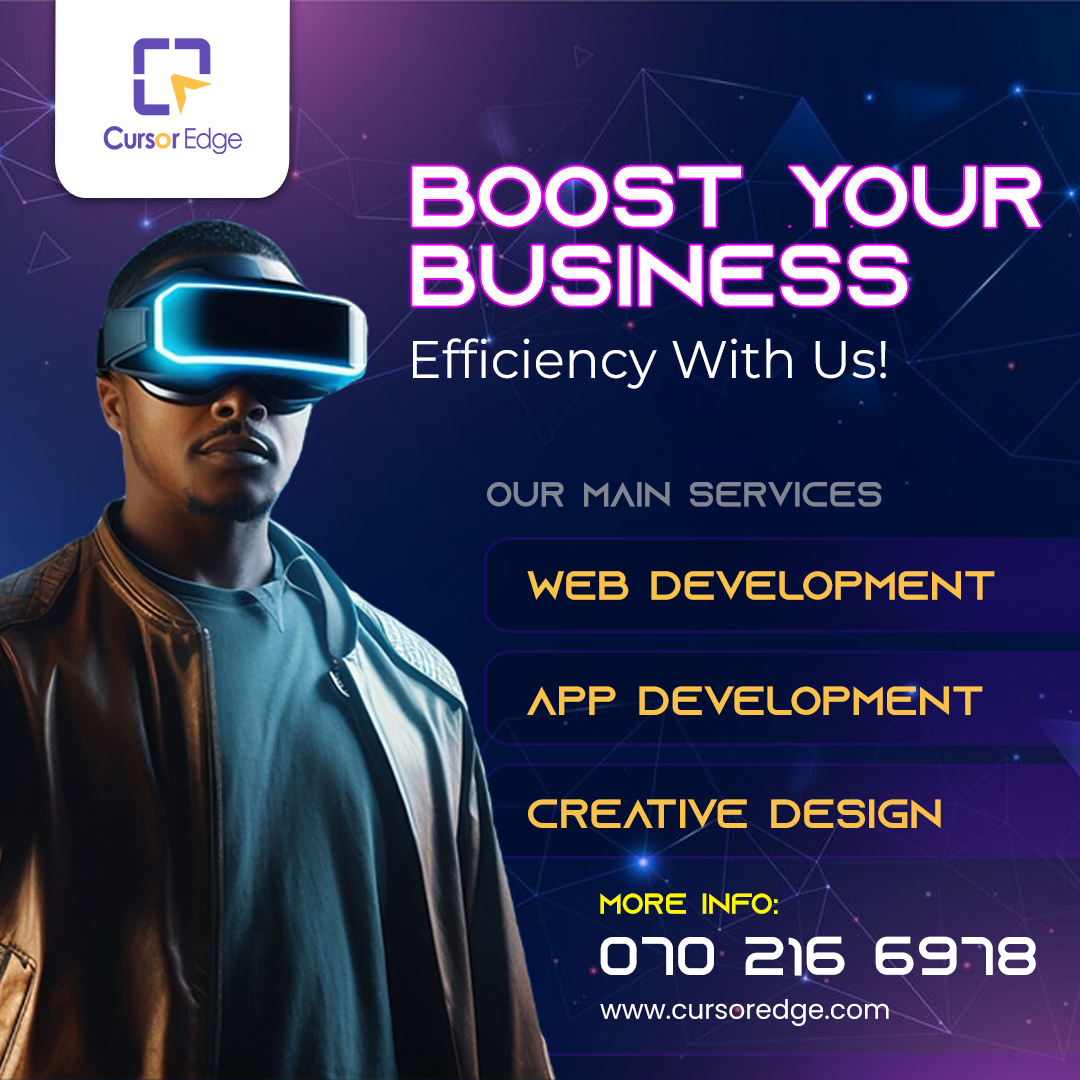 Cursor Edge
BOOST YOUR
BUSINESS
Efficiency With Us!
OUR MAIN SERVICES
WEB DEVELOPMENT
APP DEVELOPMENT
CREATIVE DESIGN
MORE INFO:
070 216 6978
www.cursoredge.com